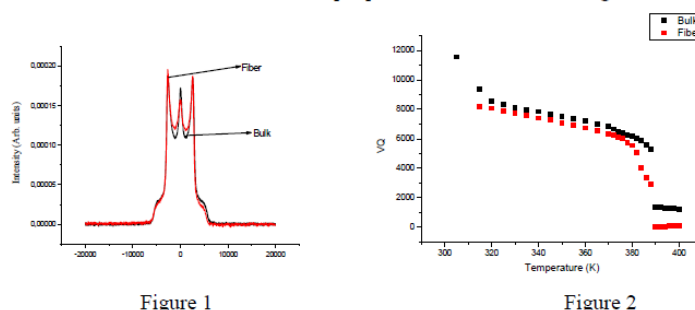 Bulk
Fiber
0,00020
0,00015
0,00010
0,00005
0,00000
-20000 -10000 0 10000 20000
Intensity (Arb. units)
Fiber
Bulk
12000
10000
8000
6000
4000
2000
0
VQ
300 320 340 360 380 400
Temperature (K)
Figure 1
Figure 2